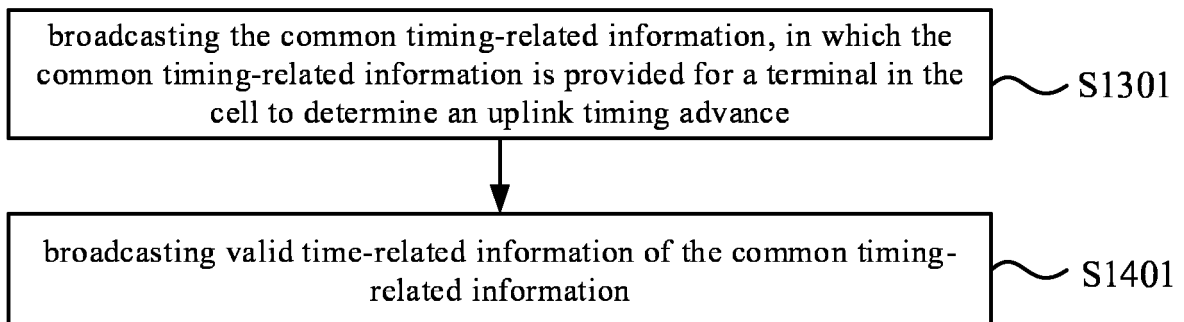 broadcasting the common timing-related information, in which the
common timing-related information is provided for a terminal in the
cell to determine an uplink timing advance
S1301
broadcasting valid time-related information of the common timing-
related information
S1401